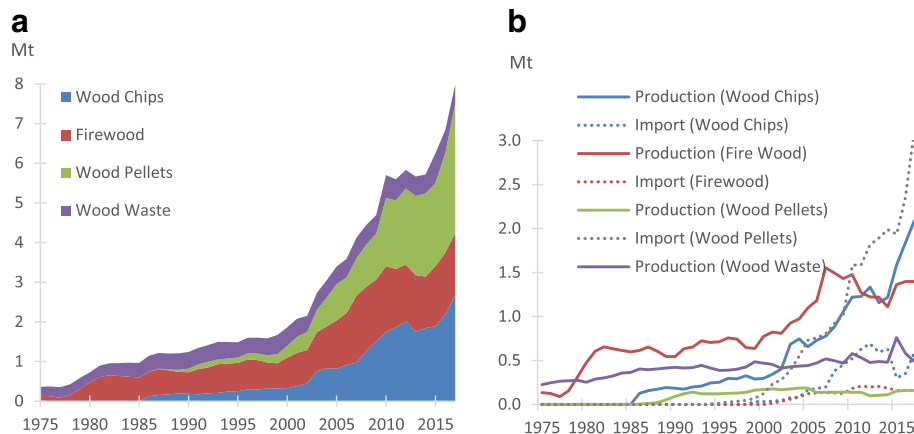 a
Mt
8
7
6
5
4
3
2
1
0
Wood Chips
Firewood
Wood Pellets
Wood Waste
1975 1980 1985 1990 1995 2000 2005 2010 2015
b
Mt
Production (Wood Chips)
Import (Wood Chips)
Production (Fire Wood)
Import (Firewood)
Production (Wood Pellets)
Import (Wood Pellets)
Production (Wood Waste)
3.0
2.5
2.0
1.5
1.0
0.5
0.0
1975 1980 1985 1990 1995 2000 2005 2010 2015